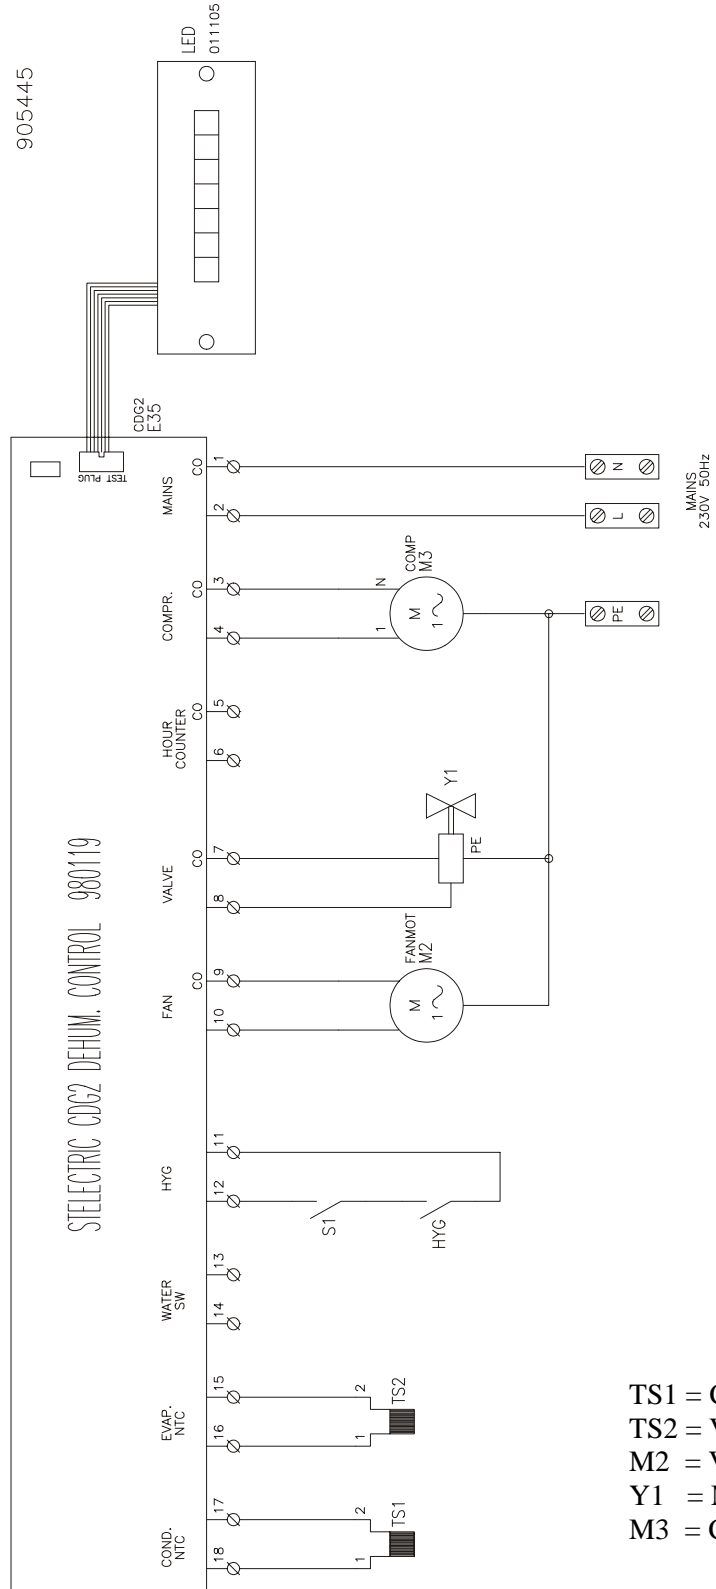 905445
LED
011105
CDG2
E35
TEST PLUG
STELECTRIC CDG2 DEHUM. CONTROL 980119
MAINS
CO
1
2
COMPR.
CO
3
4
HOUR
COUNTER
CO
5
6
VALVE
CO
7
8
FAN
CO
9
10
HYG
11
12
WATER
SW
13
14
EVAP.
NTC
15
16
COND.
NTC
17
18
N
L
PE
MAINS
230V 50Hz
COMP
M3
N
1
M
1
Y1
PE
FANMOT
M2
M
1
S1
HYG
2
1
TS2
2
1
TS1
TS1 =
TS2 =
M2 =
Y1 =
M3 =